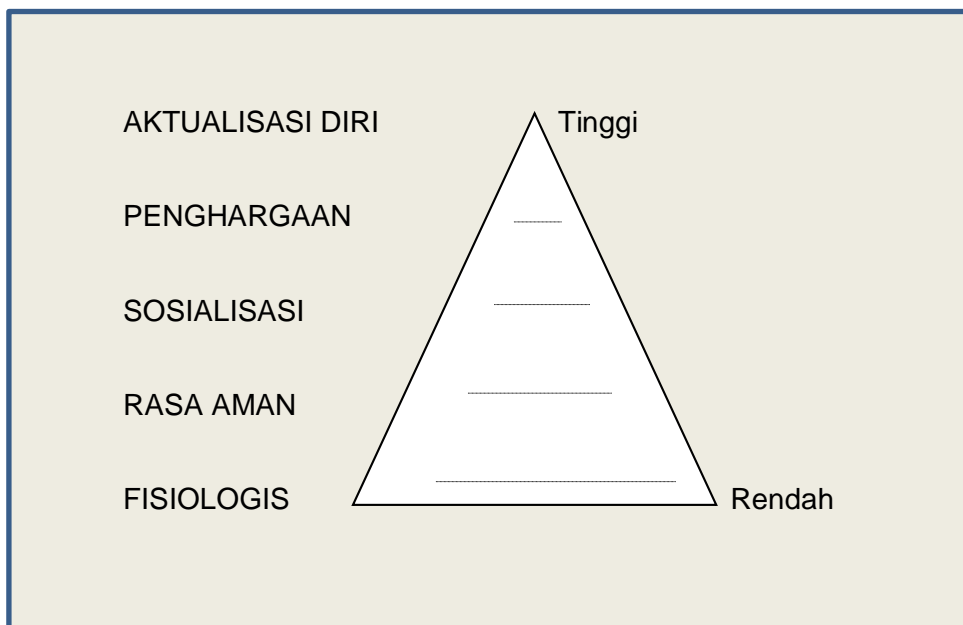 AKTUALISASI DIRI Tinggi
PENGHARGAAN
SOSIALISASI
RASA AMAN
FISIOLOGIS Rendah